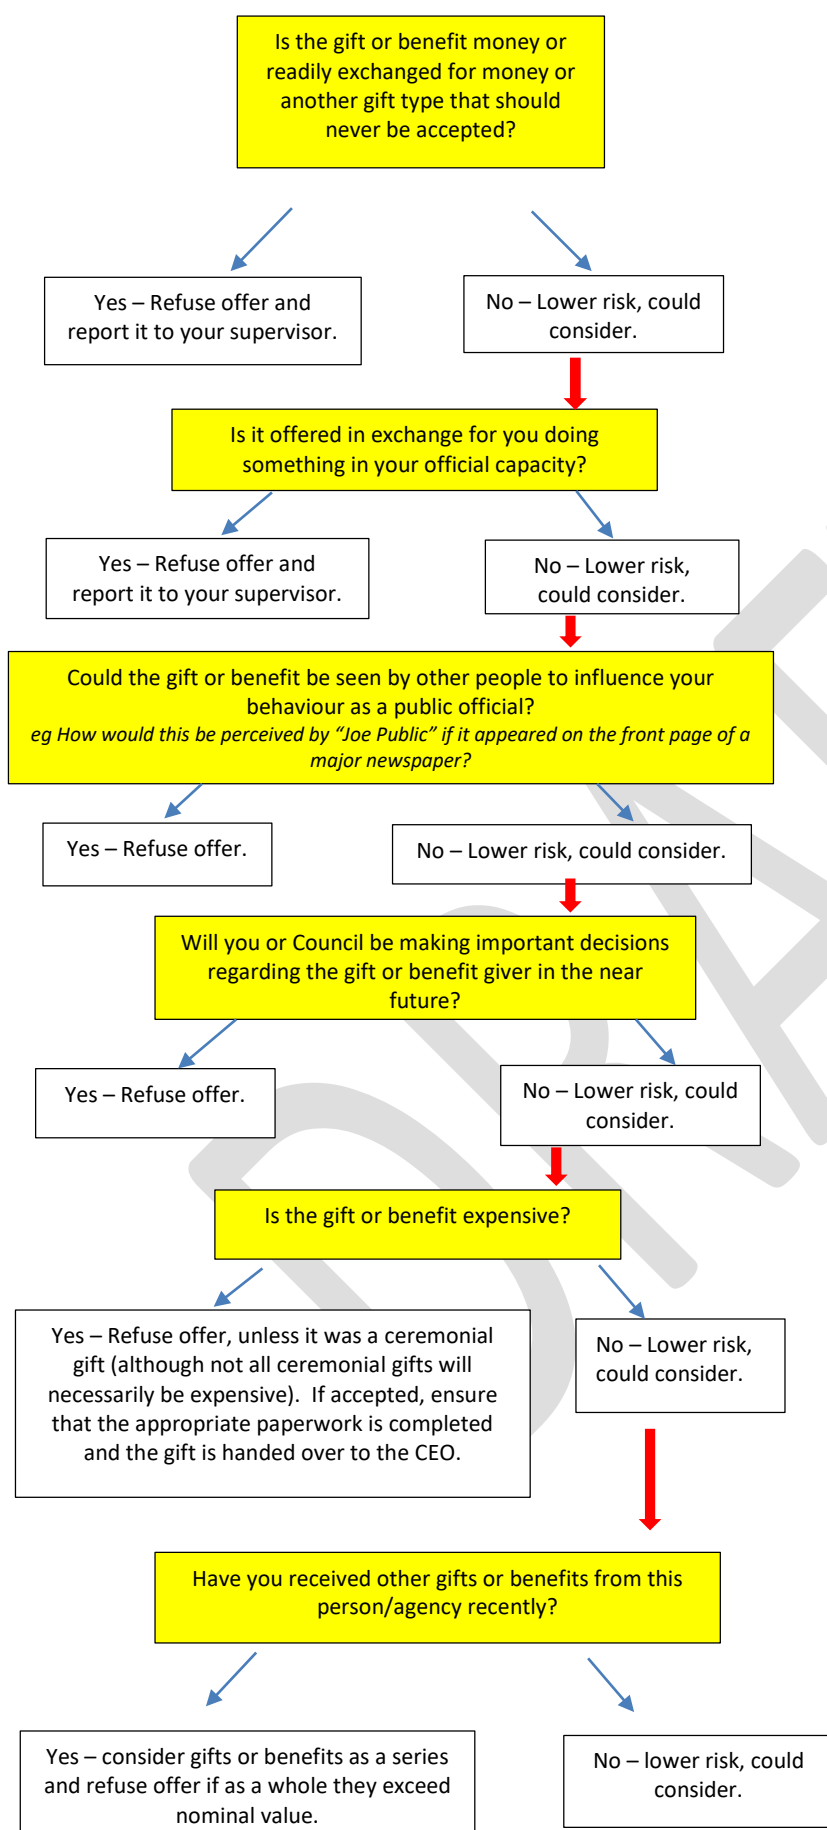 Is the gift or benefit money or
readily exchanged for money or
another gift type that should
never be accepted?
Yes – Refuse offer and
report it to your supervisor.
No – Lower risk, could
consider.
Is it offered in exchange for you doing
something in your official capacity?
Yes – Refuse offer and
report it to your supervisor.
No – Lower risk,
could consider.
Could the gift or benefit be seen by other people to influence your
behaviour as a public official?
eg How would this be perceived by “Joe Public” if it appeared on the front page of a
major newspaper?
Yes – Refuse offer.
No – Lower risk, could consider.
Will you or Council be making important decisions
regarding the gift or benefit giver in the near
future?
Yes – Refuse offer.
No – Lower risk, could
consider.
Is the gift or benefit expensive?
Yes – Refuse offer, unless it was a ceremonial
gift (although not all ceremonial gifts will
necessarily be expensive).  If accepted, ensure
that the appropriate paperwork is completed
and the gift is handed over to the CEO.
No – Lower risk,
could consider.
Have you received other gifts or benefits from this
person/agency recently?
Yes – consider gifts or benefits as a series
and refuse offer if as a whole they exceed
nominal value.
No – lower risk, could
consider.